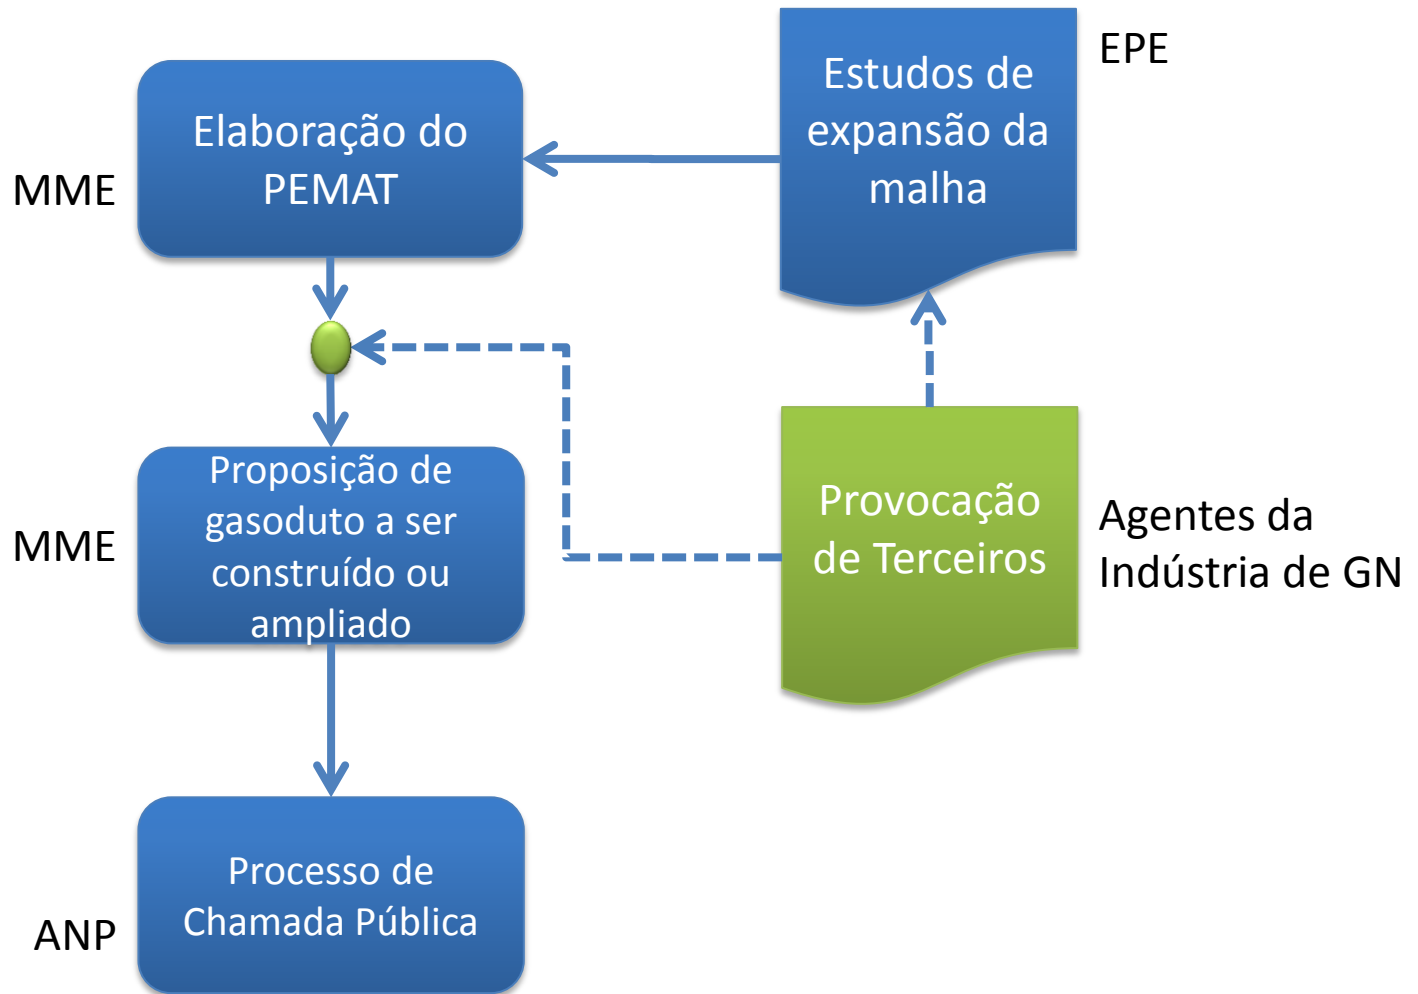 EPE
Estudos de
expansão da
malha
Elaboração do
PEMAT
MME
Proposição de
gasoduto a ser
construído ou
ampliado
MME
Provocação
de Terceiros
Agentes da
Indústria de GN
Processo de
Chamada Pública
ANP